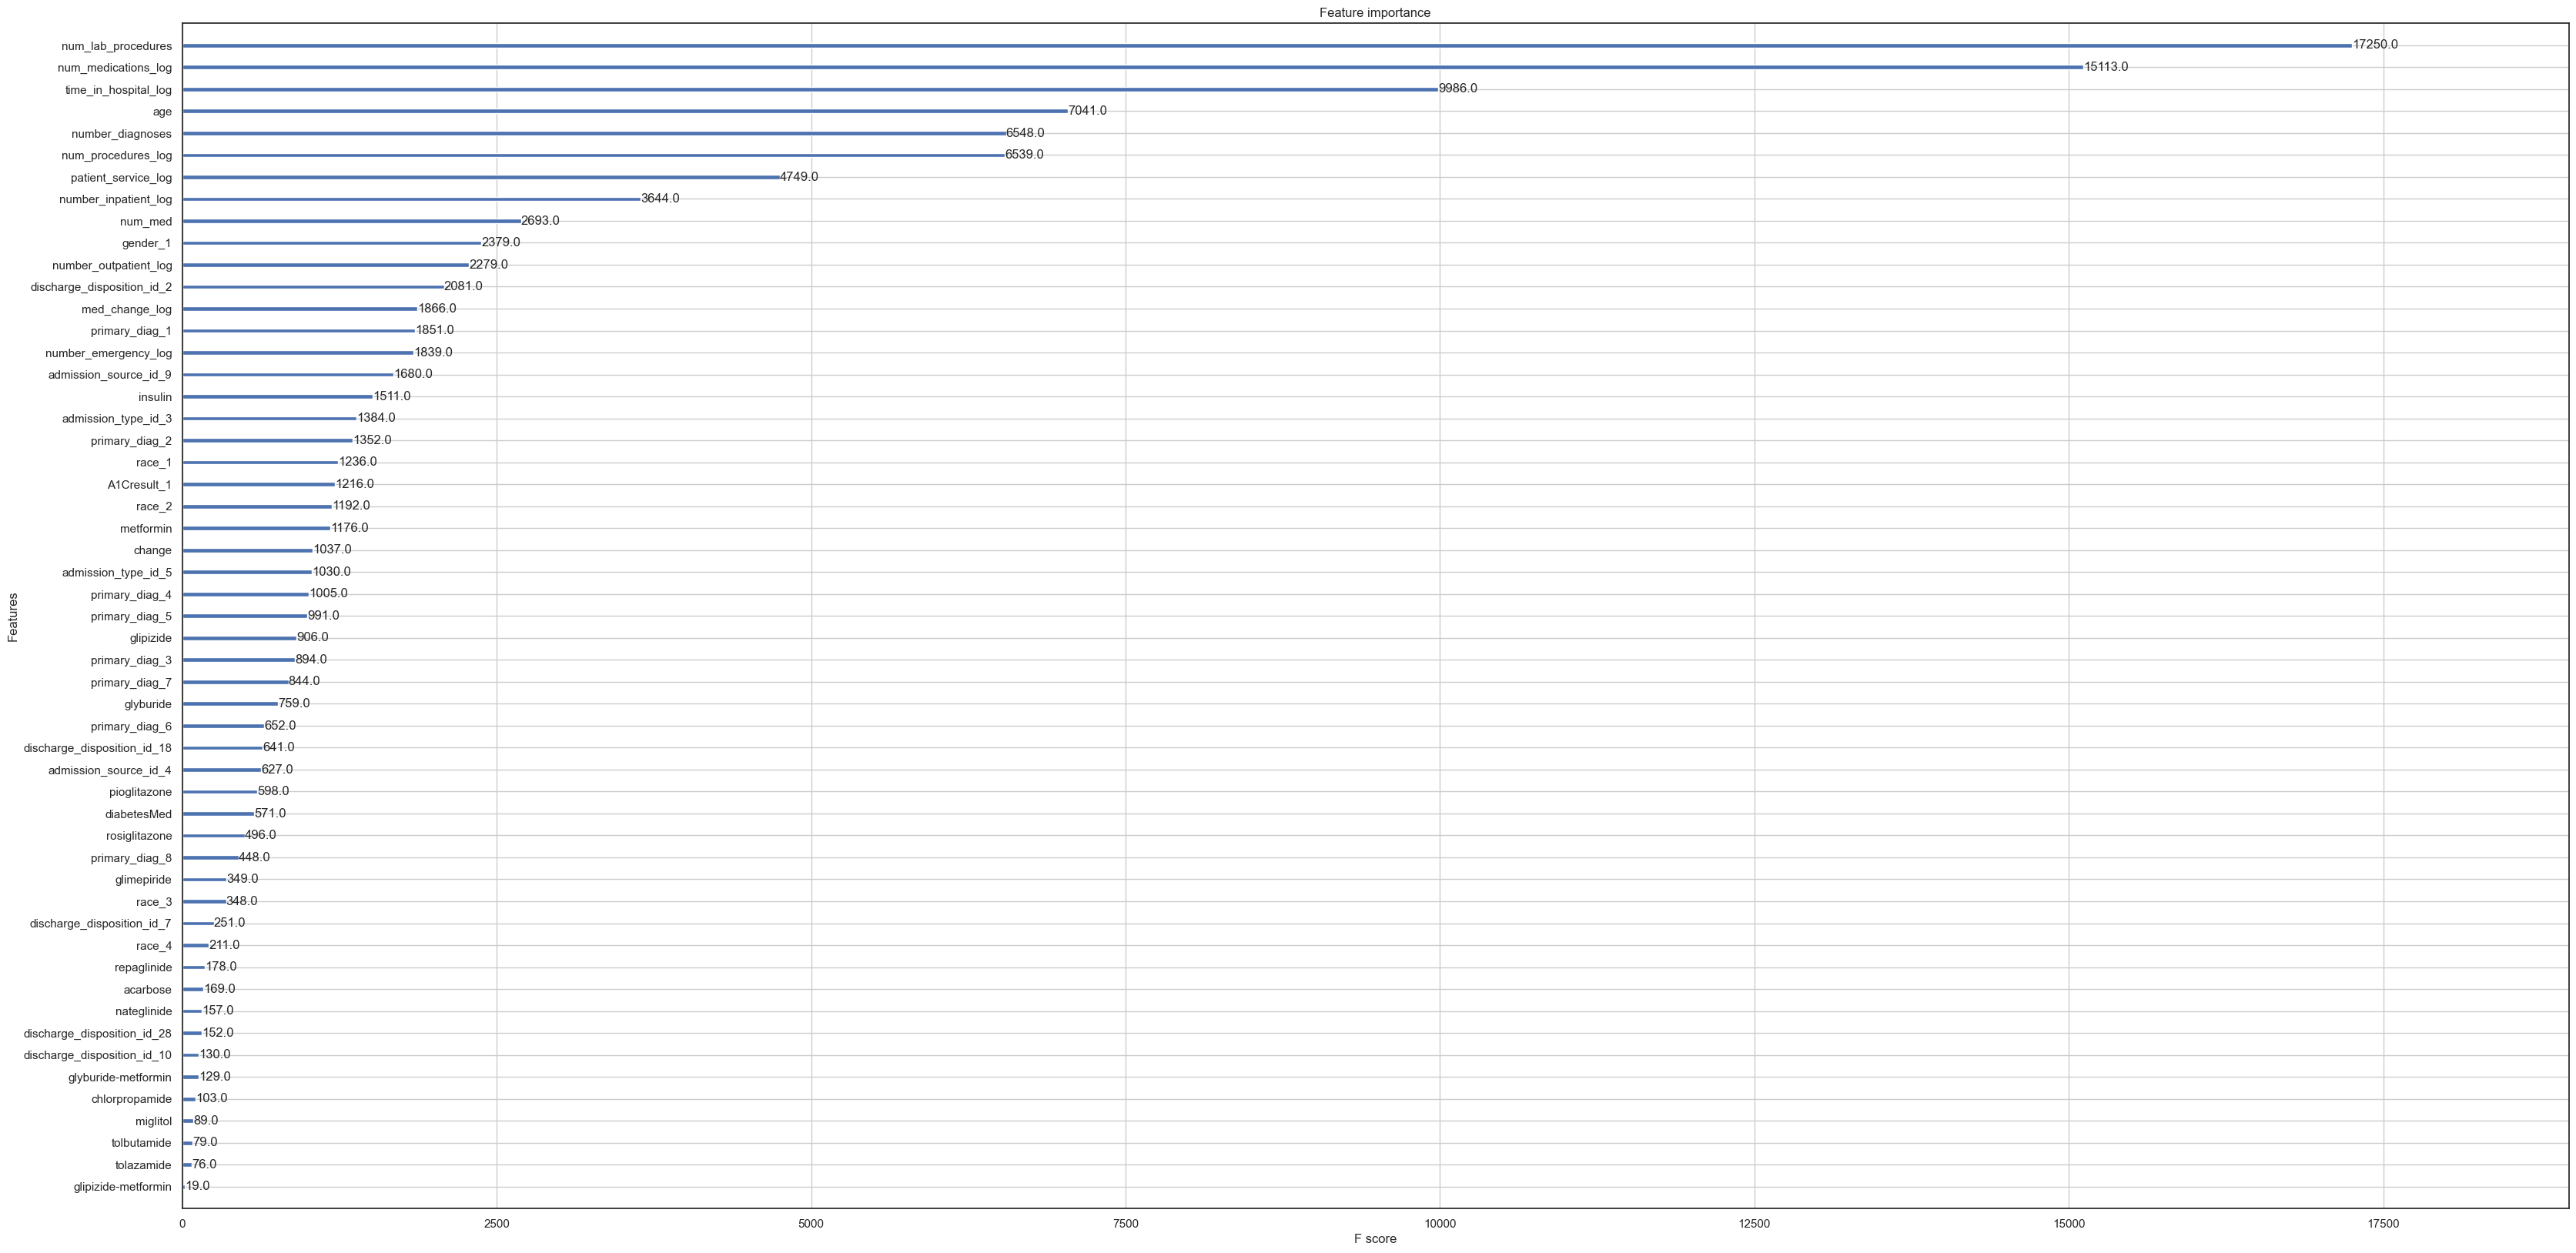 Feature importance
num_lab_procedures 17250.0
num_medications_log 15113.0
time_in_hospital_log 9986.0
age 7041.0
number_diagnoses 6548.0
num_procedures_log 6539.0
patient_service_log 4749.0
number_inpatient_log 3644.0
num_med 2693.0
gender_1 2379.0
number_outpatient_log 2279.0
discharge_disposition_id_2 2081.0
med_change_log 1866.0
primary_diag_1 1851.0
number_emergency_log 1839.0
admission_source_id_9 1680.0
insulin 1511.0
admission_type_id_3 1384.0
primary_diag_2 1352.0
race_1 1236.0
A1Cresult_1 1216.0
race_2 1192.0
metformin 1176.0
change 1037.0
admission_type_id_5 1030.0
primary_diag_4 1005.0
primary_diag_5 991.0
glipizide 906.0
primary_diag_3 894.0
primary_diag_7 844.0
glyburide 759.0
primary_diag_6 652.0
discharge_disposition_id_18 641.0
admission_source_id_4 627.0
pioglitazone 598.0
diabetesMed 571.0
rosiglitazone 496.0
primary_diag_8 448.0
glimepiride 349.0
race_3 348.0
discharge_disposition_id_7 251.0
race_4 211.0
repaglinide 178.0
acarbose 169.0
nateglinide 157.0
discharge_disposition_id_28 152.0
discharge_disposition_id_10 130.0
glyburide-metformin 129.0
chlorpropamide 103.0
miglitol 89.0
tolbutamide 79.0
tolazamide 76.0
glipizide-metformin 19.0
Features
0 2500 5000 7500 10000 12500 15000 17500
F score